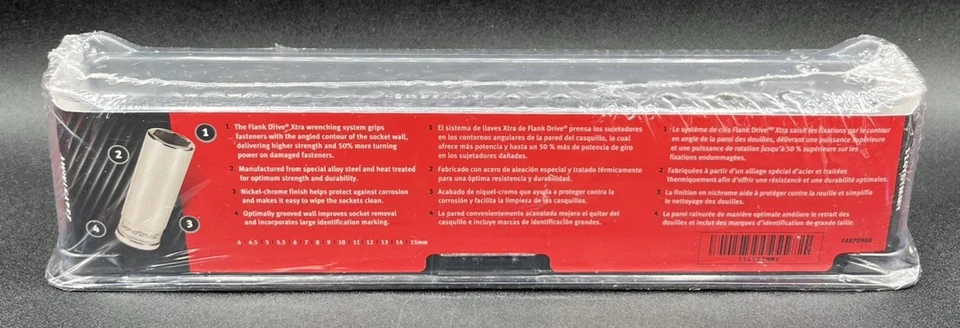 1
2
3
4
1 The Flank Drive® Xtra wrenching system grips
fasteners with the angled contour of the socket wall,
delivering higher strength and 50% more turning
power on damaged fasteners.
2 Manufactured from special alloy steel and heat treated
for optimum strength and durability.
3 Nickel-chrome finish helps protect against corrosion
and makes it easy to wipe the sockets clean.
4 Optimally grooved wall improves socket removal
and incorporates large identification marking.
4 4.5 5 5.5 6 7 8 9 10 11 12 13 14 15mm
1 El sistema de llaves Xtra de Flank Drive® prensa los sujetadores
en los contornos angulares de la pared del casquillo, lo cual
ofrece más potencia y hasta un 50 % más de potencia de giro
en los sujetadores dañados.
2 Fabricado con acero de aleación especial y tratado térmicamente
para una óptima resistencia y durabilidad.
3 Acabado de níquel-cromo que ayuda a proteger contra la
corrosión y facilita la limpieza de los casquillos.
4 La pared convenientemente acanalada mejora el quitar del
casquillo e incluye marcas de identificación grandes.
1 Le système de clés Flank Drive® Xtra saisit les fixations par le contour
en angle de la paroi des douilles, délivrant une puissance supérieure
et une puissance de rotation jusqu'à 50 % supérieure sur les
fixations endommagées.
2 Fabriquées à partir d'un alliage spécial d'acier et traitées
thermiquement afin d'offrir une résistance et une durabilité optimales.
3 La finition en nichrome aide à protéger contra la rouille et simplifie
le nettoyage des douilles.
4 La paroi rainurée de manière optimale améliore le retrait des
douilles et inclut des marques d'identification de grande taille.
PAKPD908